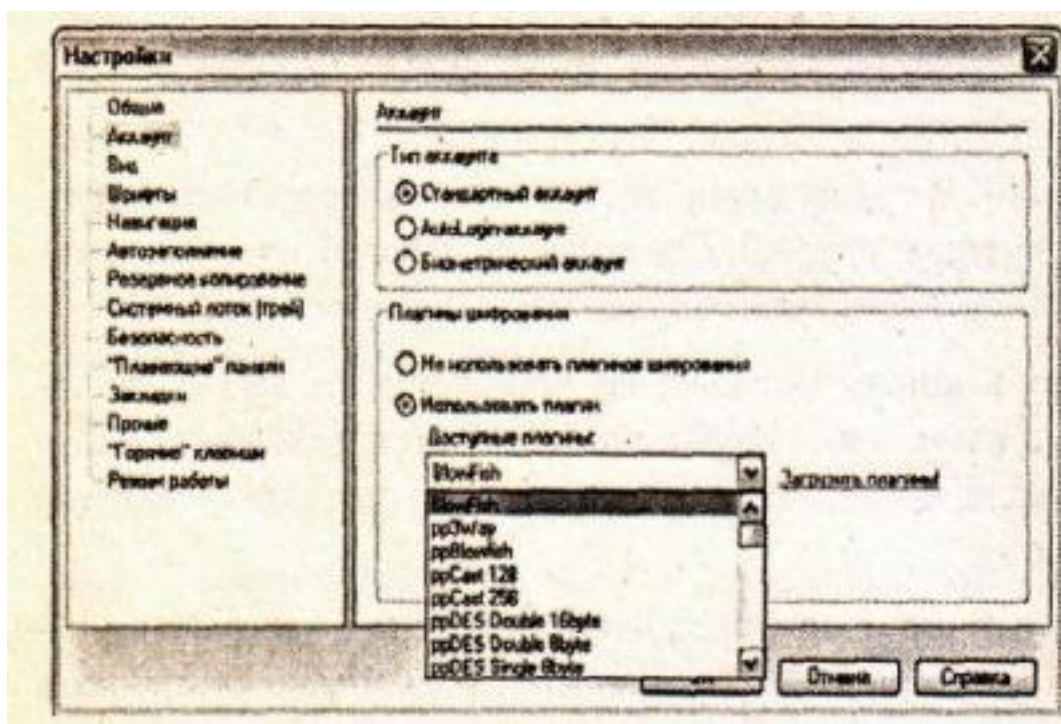 Настройки
Общие
Аккаунт
Вид
Шрифты
Навигация
Автозаполнение
Резервное копирование
Системный лоток (трей)
Безопасность
"Плавающие" панели
Закладки
Прочие
"Горячие" клавиши
Режим работы
Аккаунт
Тип аккаунта
Стандартный аккаунт
AutoLogin-аккаунт
Биометрический аккаунт
Плагины шифрования
Не использовать плагинов шифрования
Использовать плагин
Доступные плагины:
BlowFish
Загрузить плагины!
BlowFish
pp3Way
ppBlowfish
ppCast 128
ppCast 256
ppDES Double 16byte
ppDES Double 8byte
ppDES Single 8byte
Отмена
Справка